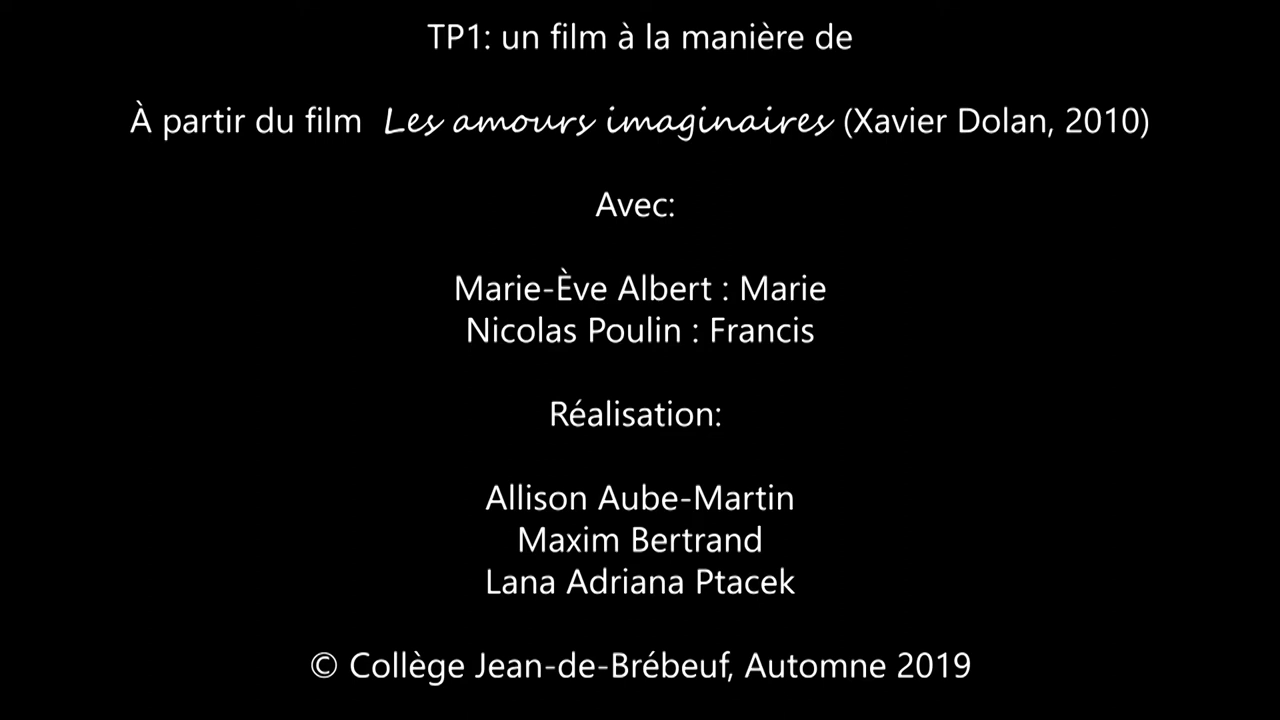 TP1: un film à la manière de
À partir du film Les amours imaginaires (Xavier Dolan, 2010)
Avec:
Marie-Ève Albert : Marie
Nicolas Poulin : Francis
Réalisation:
Allison Aube-Martin
Maxim Bertrand
Lana Adriana Ptacek
© Collège Jean-de-Brébeuf, Automne 2019